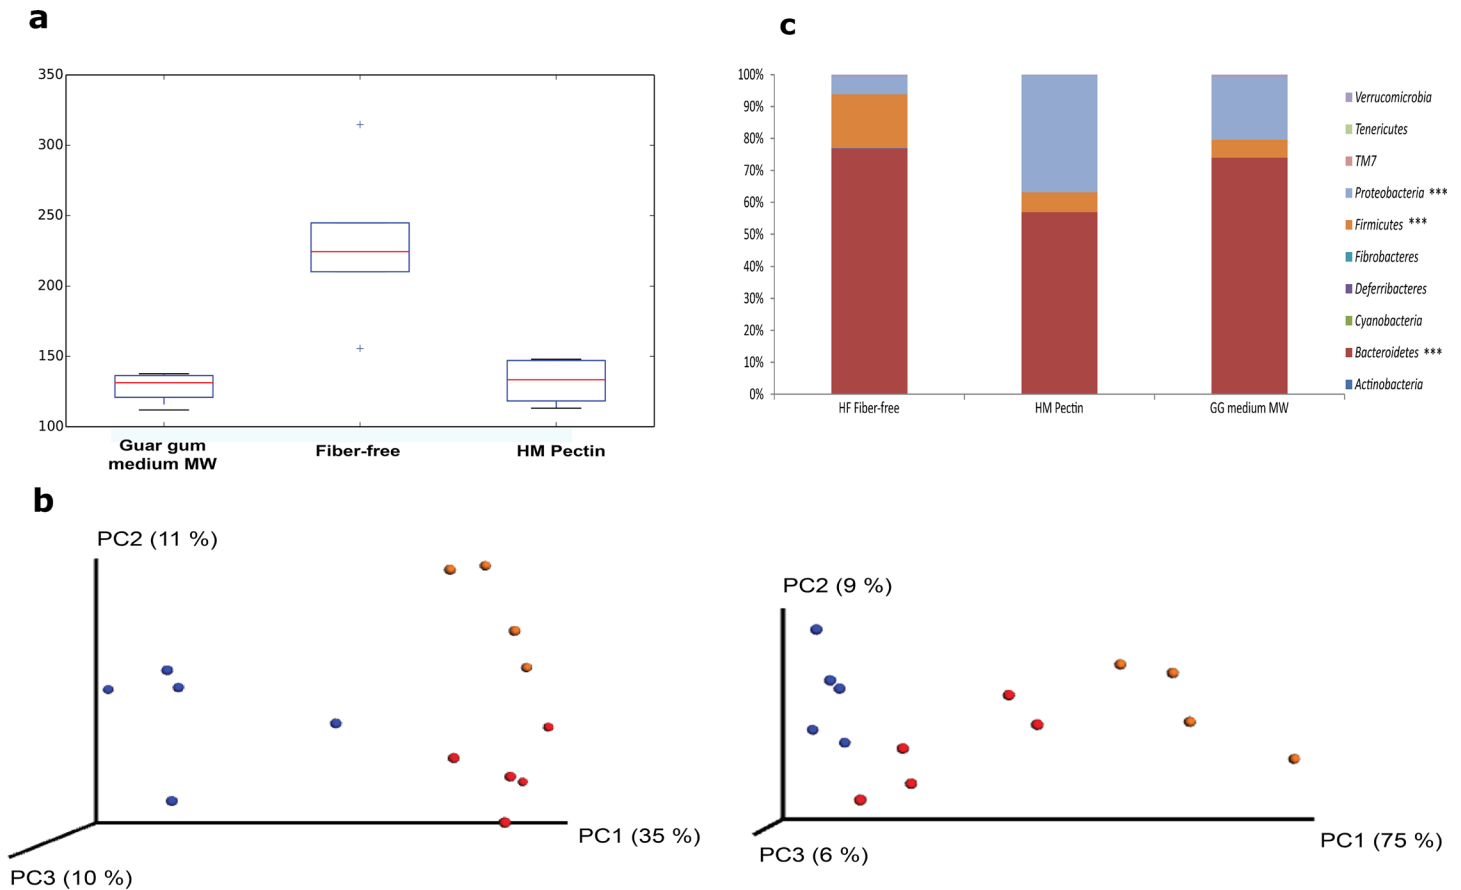 a
350
300
250
200
150
100
Guar gum
medium MW
Fiber-free
HM Pectin
c
100%
90%
80%
70%
60%
50%
40%
30%
20%
10%
0%
HF Fiber-free
HM Pectin
GG medium MW
Verrucomicrobia
Tenericutes
TM7
Proteobacteria ***
Firmicutes ***
Fibrobacteres
Deferribacteres
Cyanobacteria
Bacteroidetes ***
Actinobacteria
b
PC2 (11 %)
PC1 (35 %)
PC3 (10 %)
PC2 (9 %)
PC1 (75 %)
PC3 (6 %)